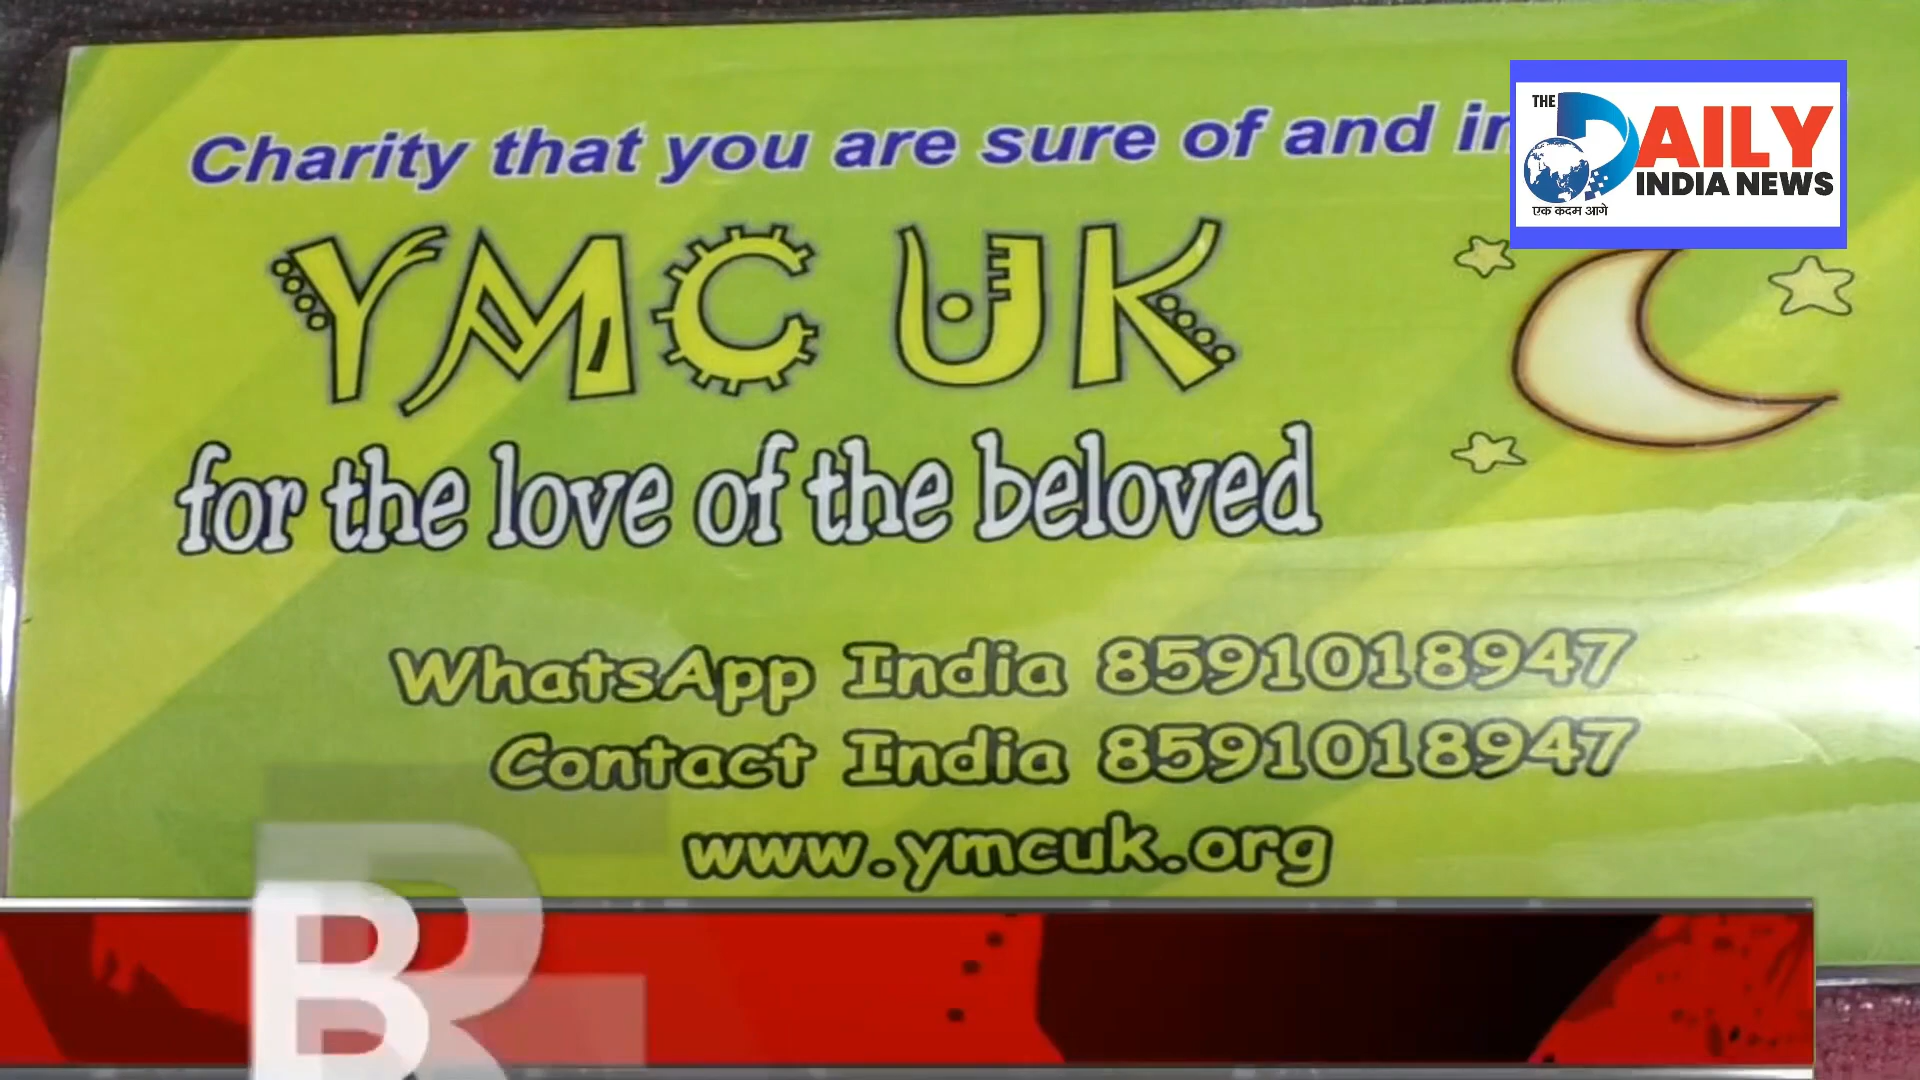 Charity that you are sure of and
THE DAILY
INDIA NEWS
एक कदम आगे
YMC UK
for the love of the beloved
WhatsApp India 8591018947
Contact India 8591018947
www.ymcuk.org